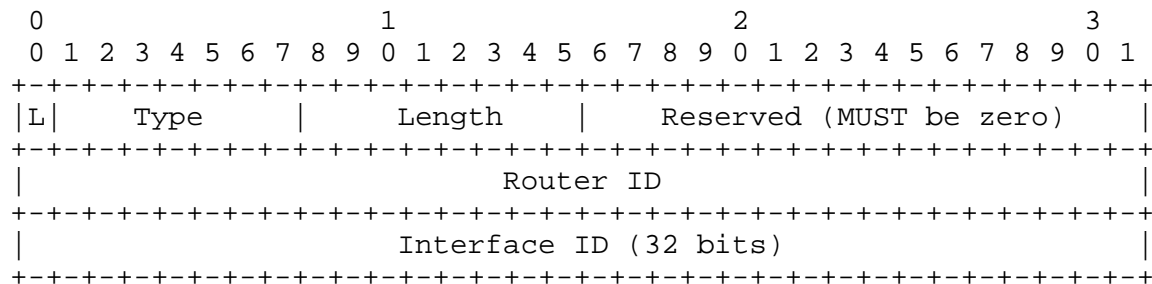 0                   1                   2                   3
 0 1 2 3 4 5 6 7 8 9 0 1 2 3 4 5 6 7 8 9 0 1 2 3 4 5 6 7 8 9 0 1
+-+-+-+-+-+-+-+-+-+-+-+-+-+-+-+-+-+-+-+-+-+-+-+-+-+-+-+-+-+-+-+-+
|L|    Type     |     Length    |    Reserved (MUST be zero)    |
+-+-+-+-+-+-+-+-+-+-+-+-+-+-+-+-+-+-+-+-+-+-+-+-+-+-+-+-+-+-+-+-+
|                           Router ID                           |
+-+-+-+-+-+-+-+-+-+-+-+-+-+-+-+-+-+-+-+-+-+-+-+-+-+-+-+-+-+-+-+-+
|                     Interface ID (32 bits)                    |
+-+-+-+-+-+-+-+-+-+-+-+-+-+-+-+-+-+-+-+-+-+-+-+-+-+-+-+-+-+-+-+-+